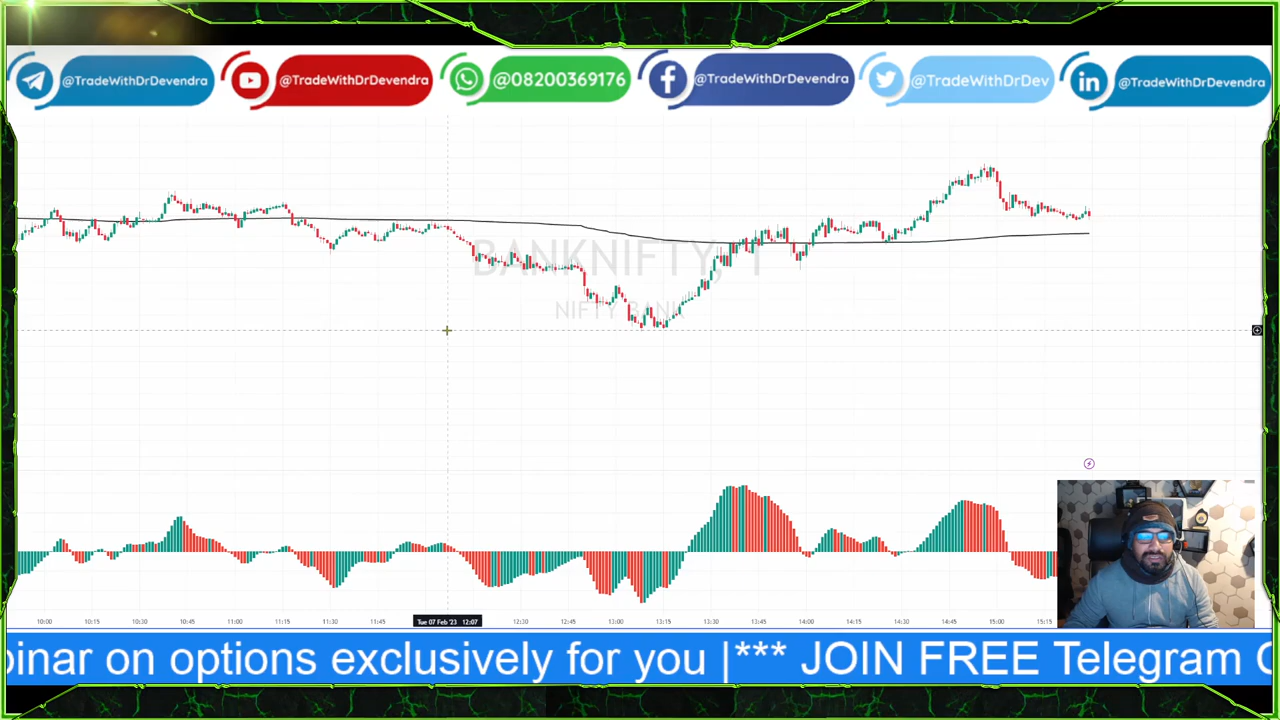 @TradeWithDrDevendra @TradeWithDrDevendra @08200369176 @TradeWithDrDevendra @TradeWithDrDev @TradeWithDrDevendra
BANKNIFTY, 1
NIFTY BANK
10:00 10:15 10:30 10:45 11:00 11:15 11:30 11:45 Tue 07 Feb '23 12:07 12:30 12:45 13:00 13:15 13:30 13:45 14:00 14:15 14:30 14:45 15:00 15:15
binar on options exclusively for you |*** JOIN FREE Telegram C